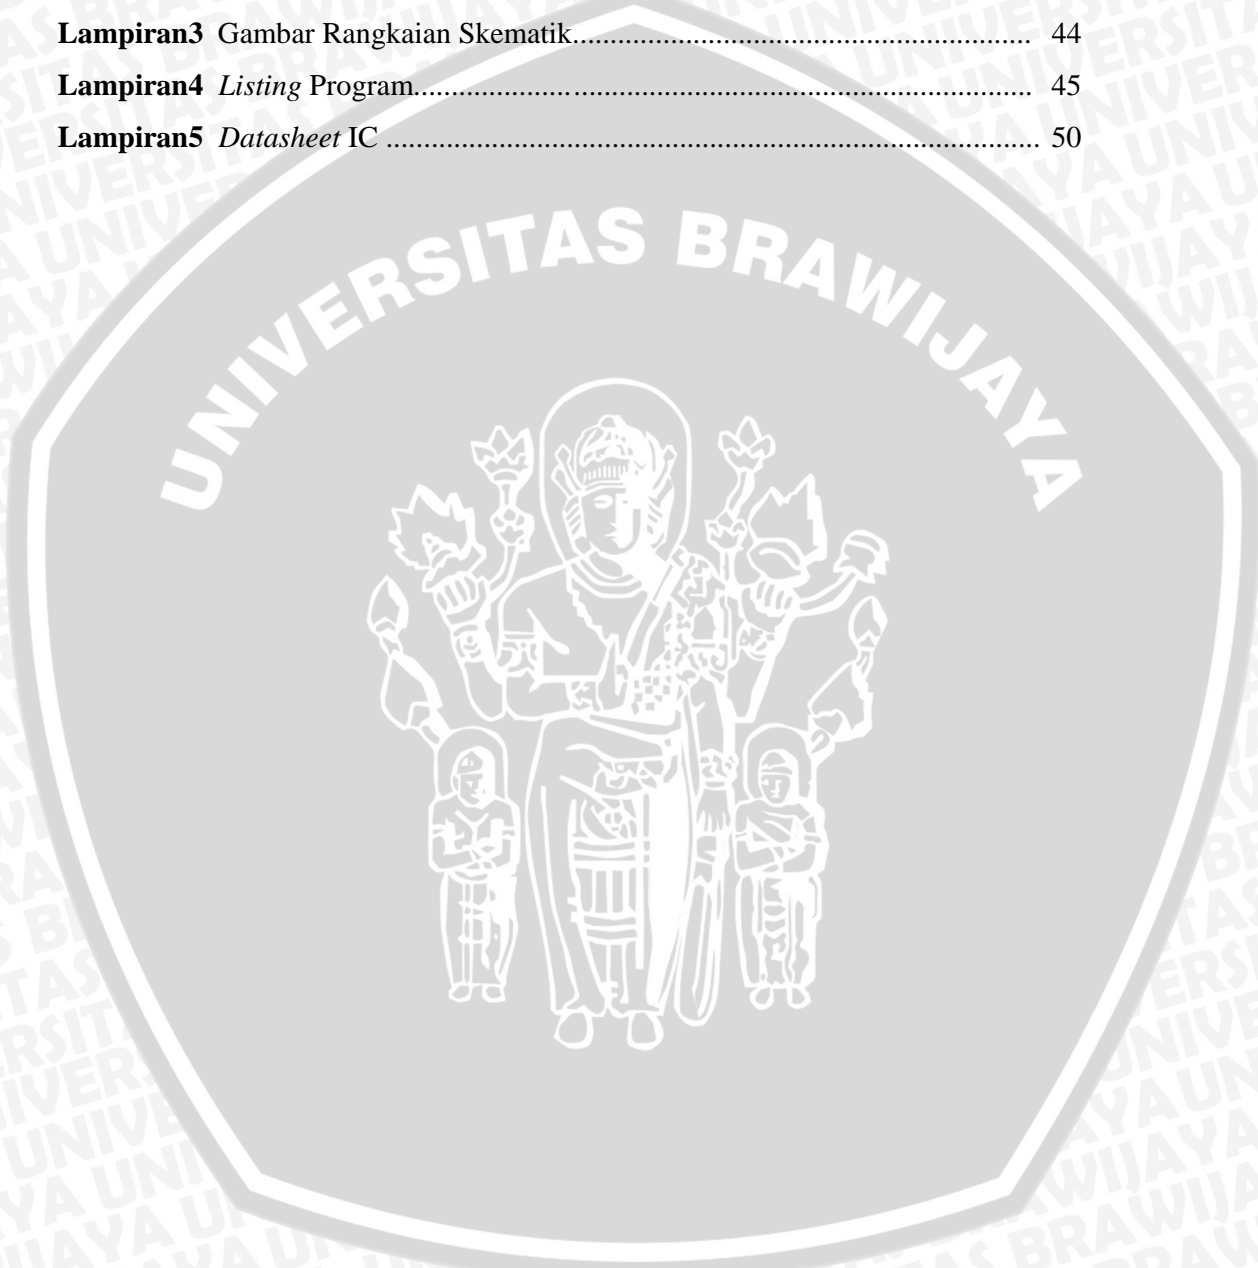 Lampiran3 Gambar Rangkaian Skematik............................................................................ 44
Lampiran4 Listing Program....................................................................................................... 45
Lampiran5 Datasheet IC ............................................................................................................ 50
UNIVERSITAS BRAWIJAYA